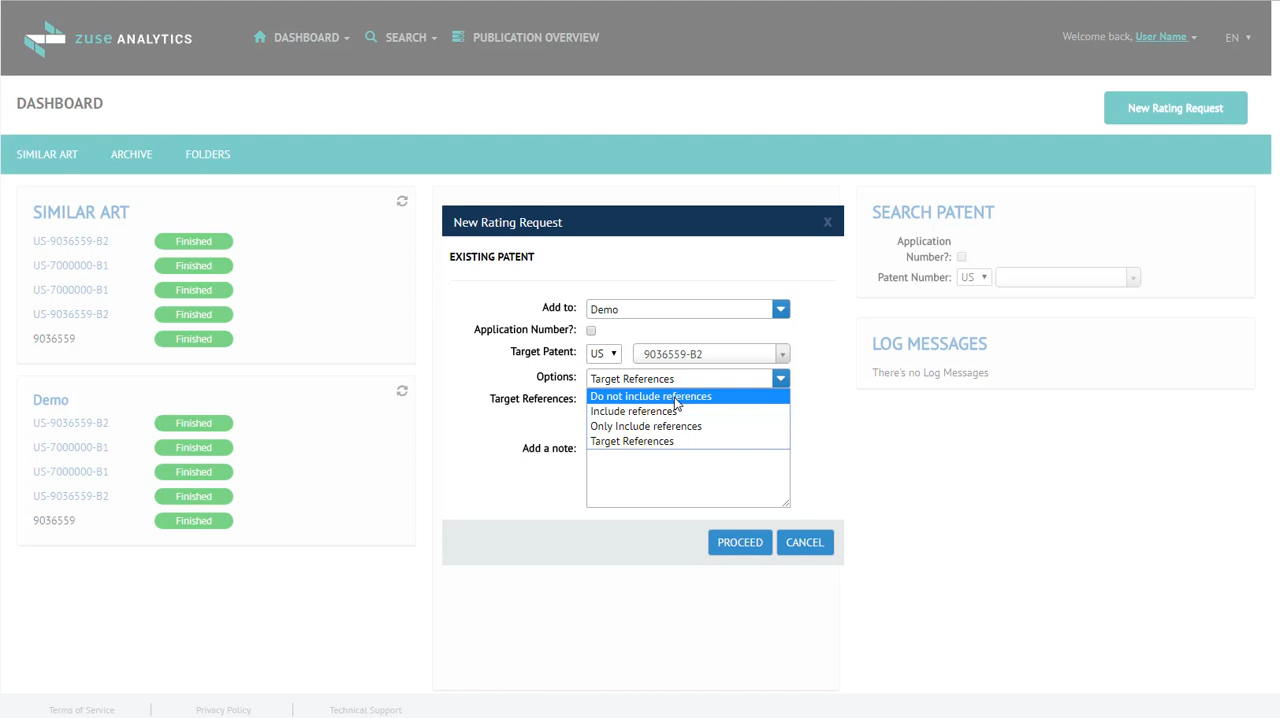 zuse ANALYTICS
DASHBOARD
SEARCH
PUBLICATION OVERVIEW
Welcome back, User Name
EN
DASHBOARD
New Rating Request
SIMILAR ART
ARCHIVE
FOLDERS
SIMILAR ART
US-9036559-B2 Finished
US-7000000-B1 Finished
US-7000000-B1 Finished
US-9036559-B2 Finished
9036559 Finished
Demo
US-9036559-B2 Finished
US-7000000-B1 Finished
US-7000000-B1 Finished
US-9036559-B2 Finished
9036559 Finished
New Rating Request X
EXISTING PATENT
Add to: Demo
Application Number?:
Target Patent: US 9036559-B2
Options: Target References
Do not include references
Include references
Only Include references
Target References
Target References:
Add a note:
PROCEED
CANCEL
SEARCH PATENT
Application
Number?:
Patent Number: US
LOG MESSAGES
There's no Log Messages
Terms of Service
Privacy Policy
Technical Support